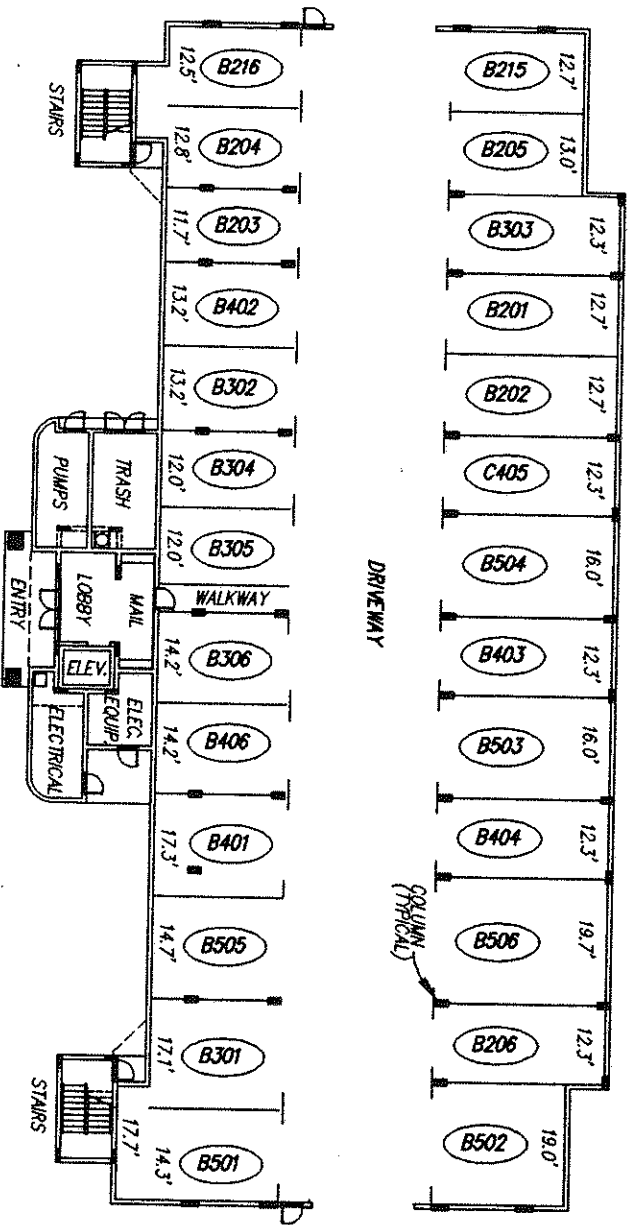 12.5'
B216
12.8'
B204
11.7'
B203
13.2'
B402
13.2'
B302
12.0'
B304
12.0'
B305
WALKWAY
14.2'
B306
14.2'
B406
17.3'
B401
14.7'
B505
17.1'
B301
17.7'
14.3'
B501
STAIRS
PUMPS
TRASH
ENTRY
LOBBY
MAIL
ELEV.
ELEC.
EQUIP.
ELECTRICAL
STAIRS
DRIVEWAY
B215
12.7'
B205
13.0'
B303
12.3'
B201
12.7'
B202
12.7'
C405
12.3'
B504
16.0'
B403
12.3'
B503
16.0'
B404
12.3'
COLUMN
(TYPICAL)
B506
19.7'
B206
12.3'
B502
19.0'